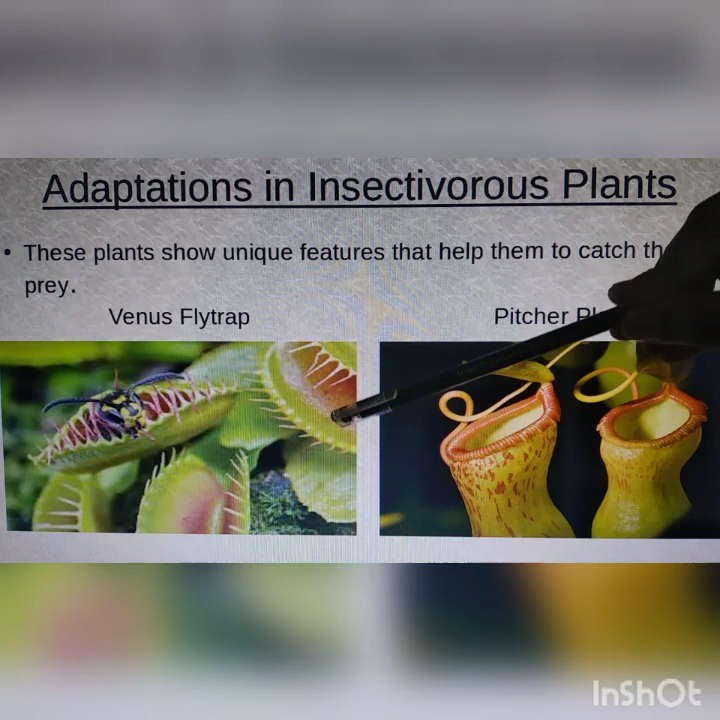 Adaptations in Insectivorous Plants
• These plants show unique features that help them to catch
prey.
Venus Flytrap
Pitcher
InShOt